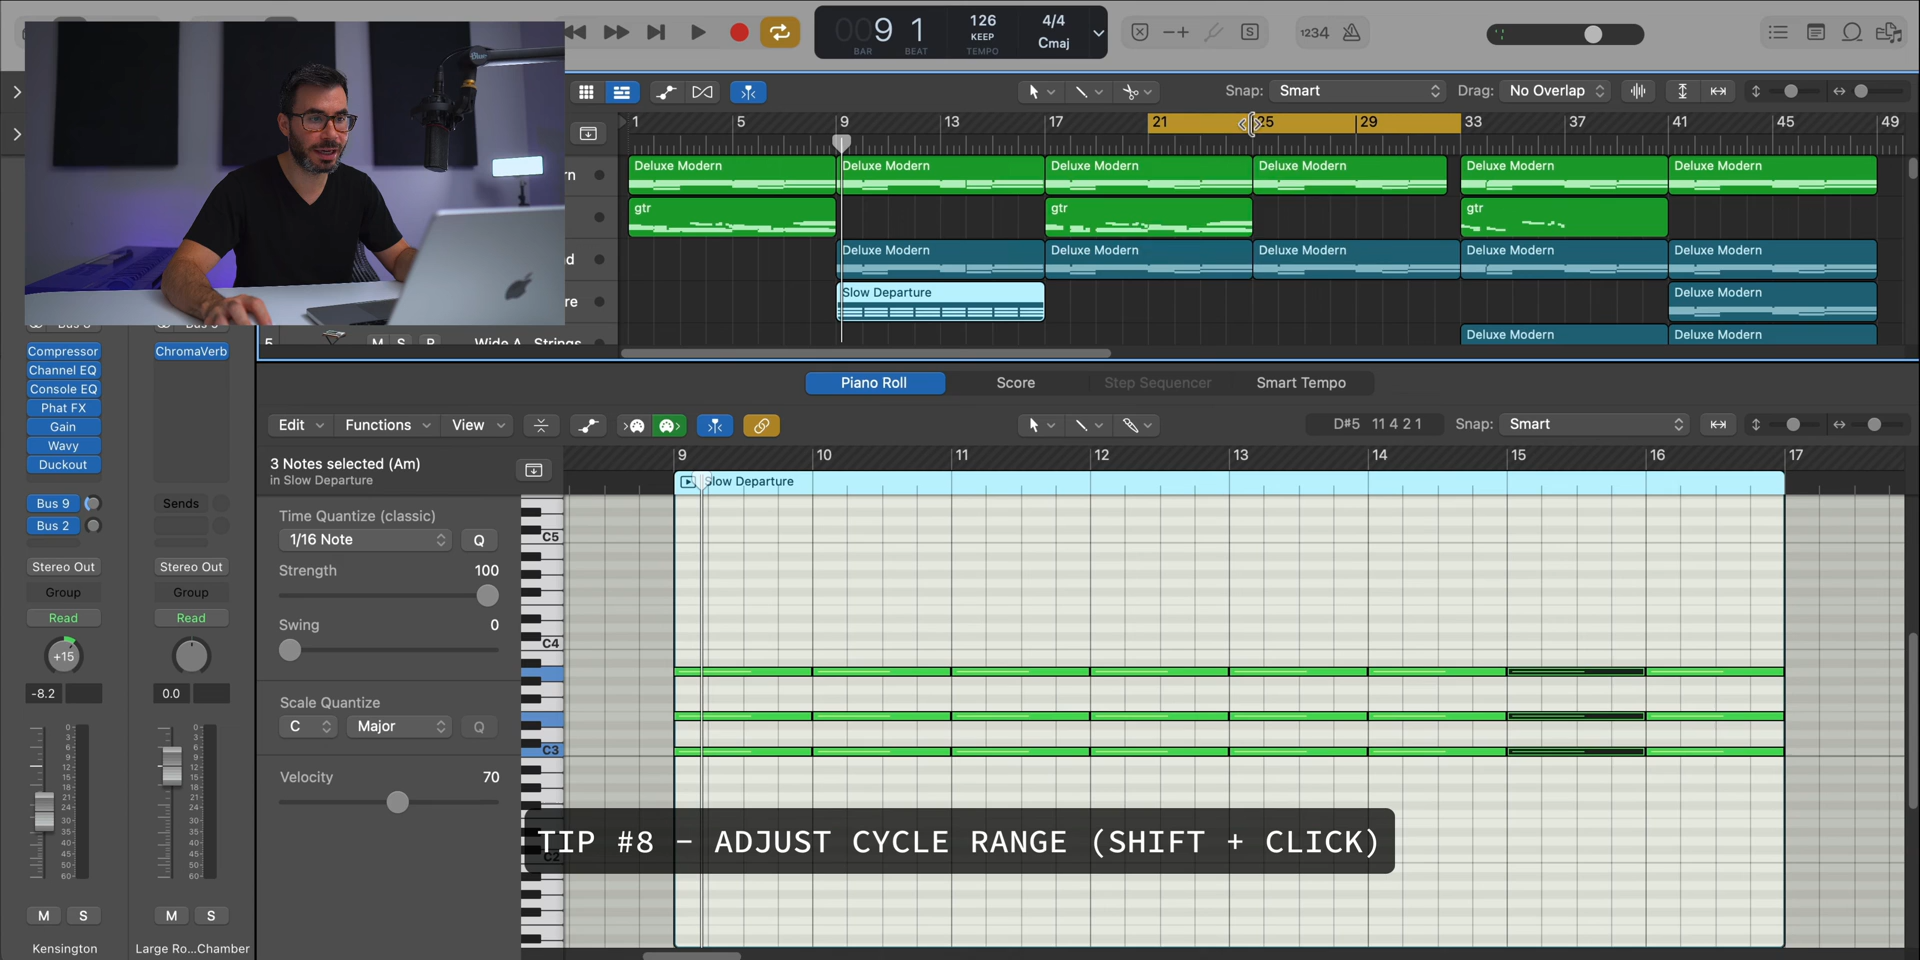 009 1
BAR BEAT
126
KEEP
TEMPO
4/4
Cmaj
S
1234
Snap: Smart
Drag: No Overlap
1 5 9 13 17 21 25 29 33 37 41 45 49
Deluxe Modern Deluxe Modern Deluxe Modern Deluxe Modern Deluxe Modern Deluxe Modern
gtr gtr gtr
Deluxe Modern Deluxe Modern Deluxe Modern Deluxe Modern Deluxe Modern
Slow Departure Deluxe Modern
Deluxe Modern Deluxe Modern
Compressor ChromaVerb
Channel EQ
Console EQ
Phat FX
Gain
Wavy
Duckout
Bus 9 Sends
Bus 2
Stereo Out Stereo Out
Group Group
Read Read
+15
-8.2 0.0
M S M S
Kensington Large Ro...Chamber
Piano Roll Score Step Sequencer Smart Tempo
Edit Functions View
D#5 11 4 2 1
Snap: Smart
3 Notes selected (Am)
in Slow Departure
9 10 11 12 13 14 15 16 17
Slow Departure
Time Quantize (classic)
1/16 Note Q
Strength 100
Swing 0
Scale Quantize
C Major Q
Velocity 70
C5
C4
C3
C2
TIP #8 - ADJUST CYCLE RANGE (SHIFT + CLICK)